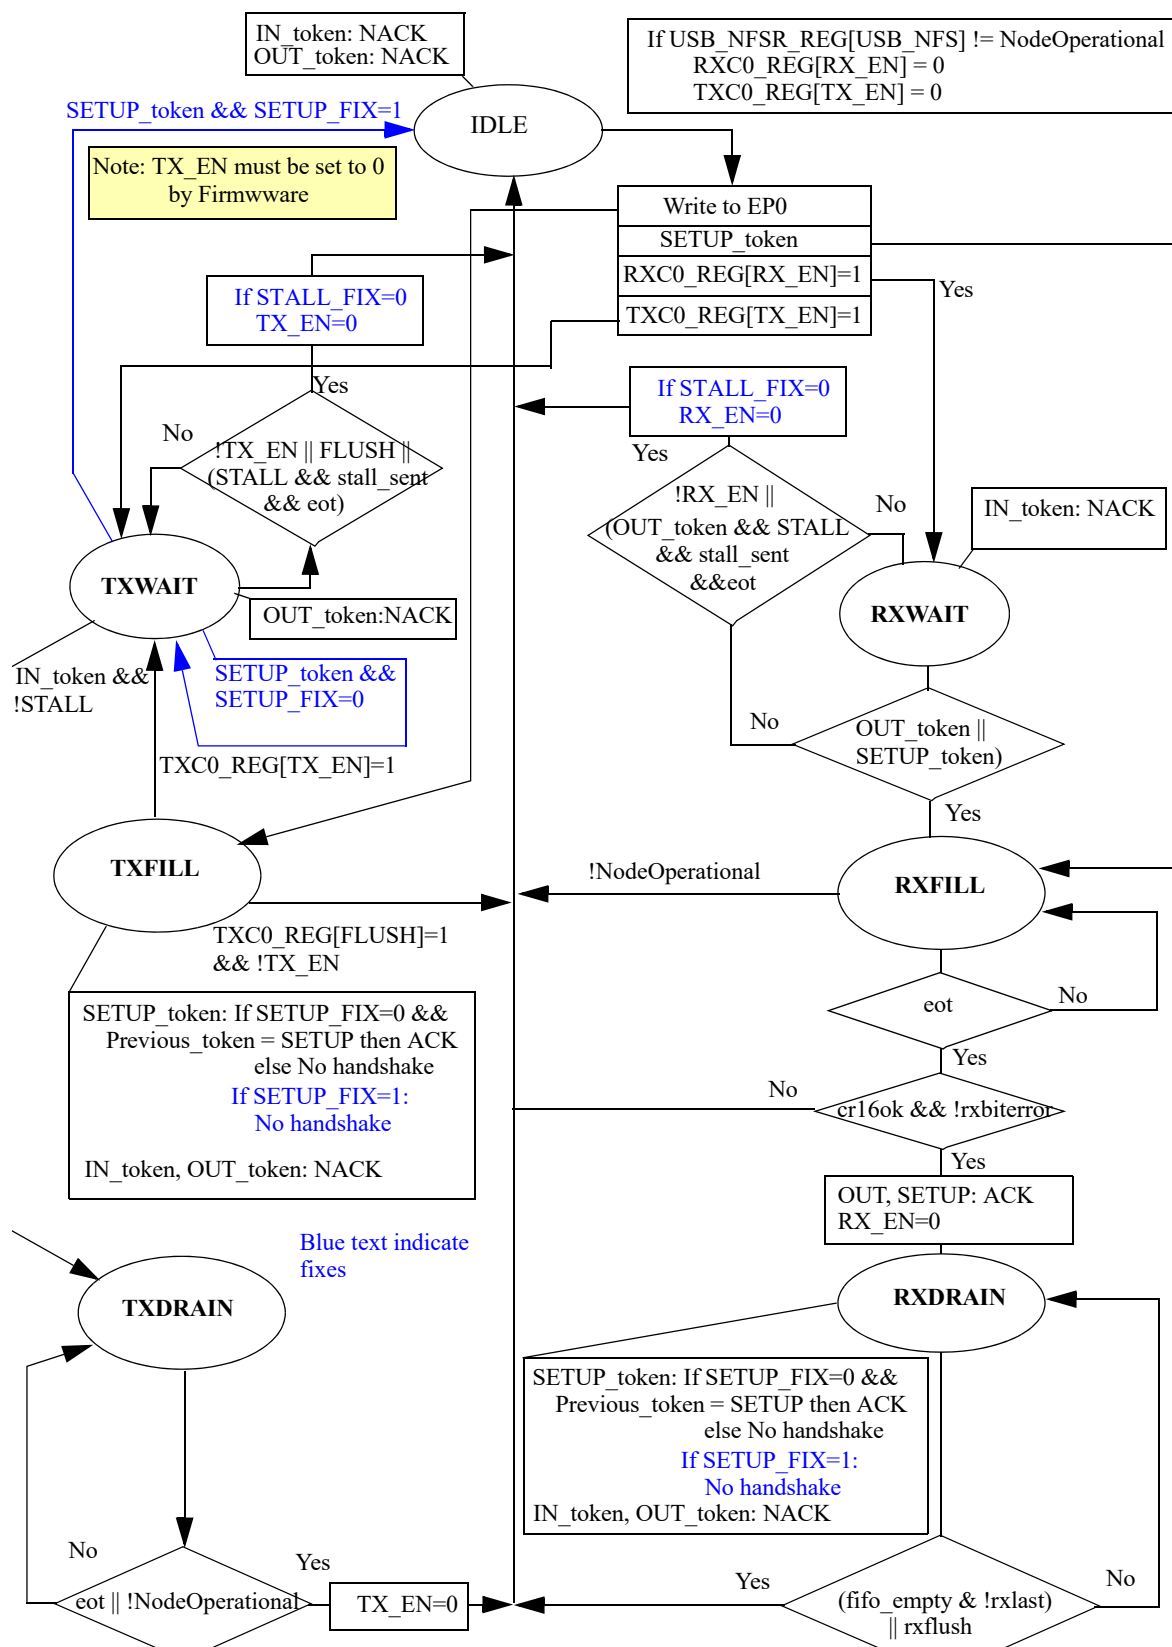 IN_token: NACK
OUT_token: NACK
If USB_NFSR_REG[USB_NFS] != NodeOperational
RXC0_REG[RX_EN] = 0
TXC0_REG[TX_EN] = 0
SETUP_token && SETUP_FIX=1
IDLE
Note: TX_EN must be set to 0
by Firmwware
Write to EP0
SETUP_token
RXC0_REG[RX_EN]=1
TXC0_REG[TX_EN]=1
Yes
If STALL_FIX=0
TX_EN=0
Yes
No
!TX_EN || FLUSH ||
(STALL && stall_sent
&& eot)
If STALL_FIX=0
RX_EN=0
Yes
No
!RX_EN ||
(OUT_token && STALL
&& stall_sent
&&eot
IN_token: NACK
TXWAIT
OUT_token:NACK
RXWAIT
IN_token &&
!STALL
SETUP_token &&
SETUP_FIX=0
TXC0_REG[TX_EN]=1
No
OUT_token ||
SETUP_token)
Yes
TXFILL
!NodeOperational
RXFILL
TXC0_REG[FLUSH]=1
&& !TX_EN
eot
No
Yes
SETUP_token: If SETUP_FIX=0 &&
Previous_token = SETUP then ACK
else No handshake
If SETUP_FIX=1:
No handshake
IN_token, OUT_token: NACK
No
cr16ok && !rxbiterror
Yes
OUT, SETUP: ACK
RX_EN=0
Blue text indicate
fixes
TXDRAIN
RXDRAIN
SETUP_token: If SETUP_FIX=0 &&
Previous_token = SETUP then ACK
else No handshake
If SETUP_FIX=1:
No handshake
IN_token, OUT_token: NACK
No
eot || !NodeOperational
Yes
TX_EN=0
Yes
(fifo_empty & !rxlast)
|| rxflush
No